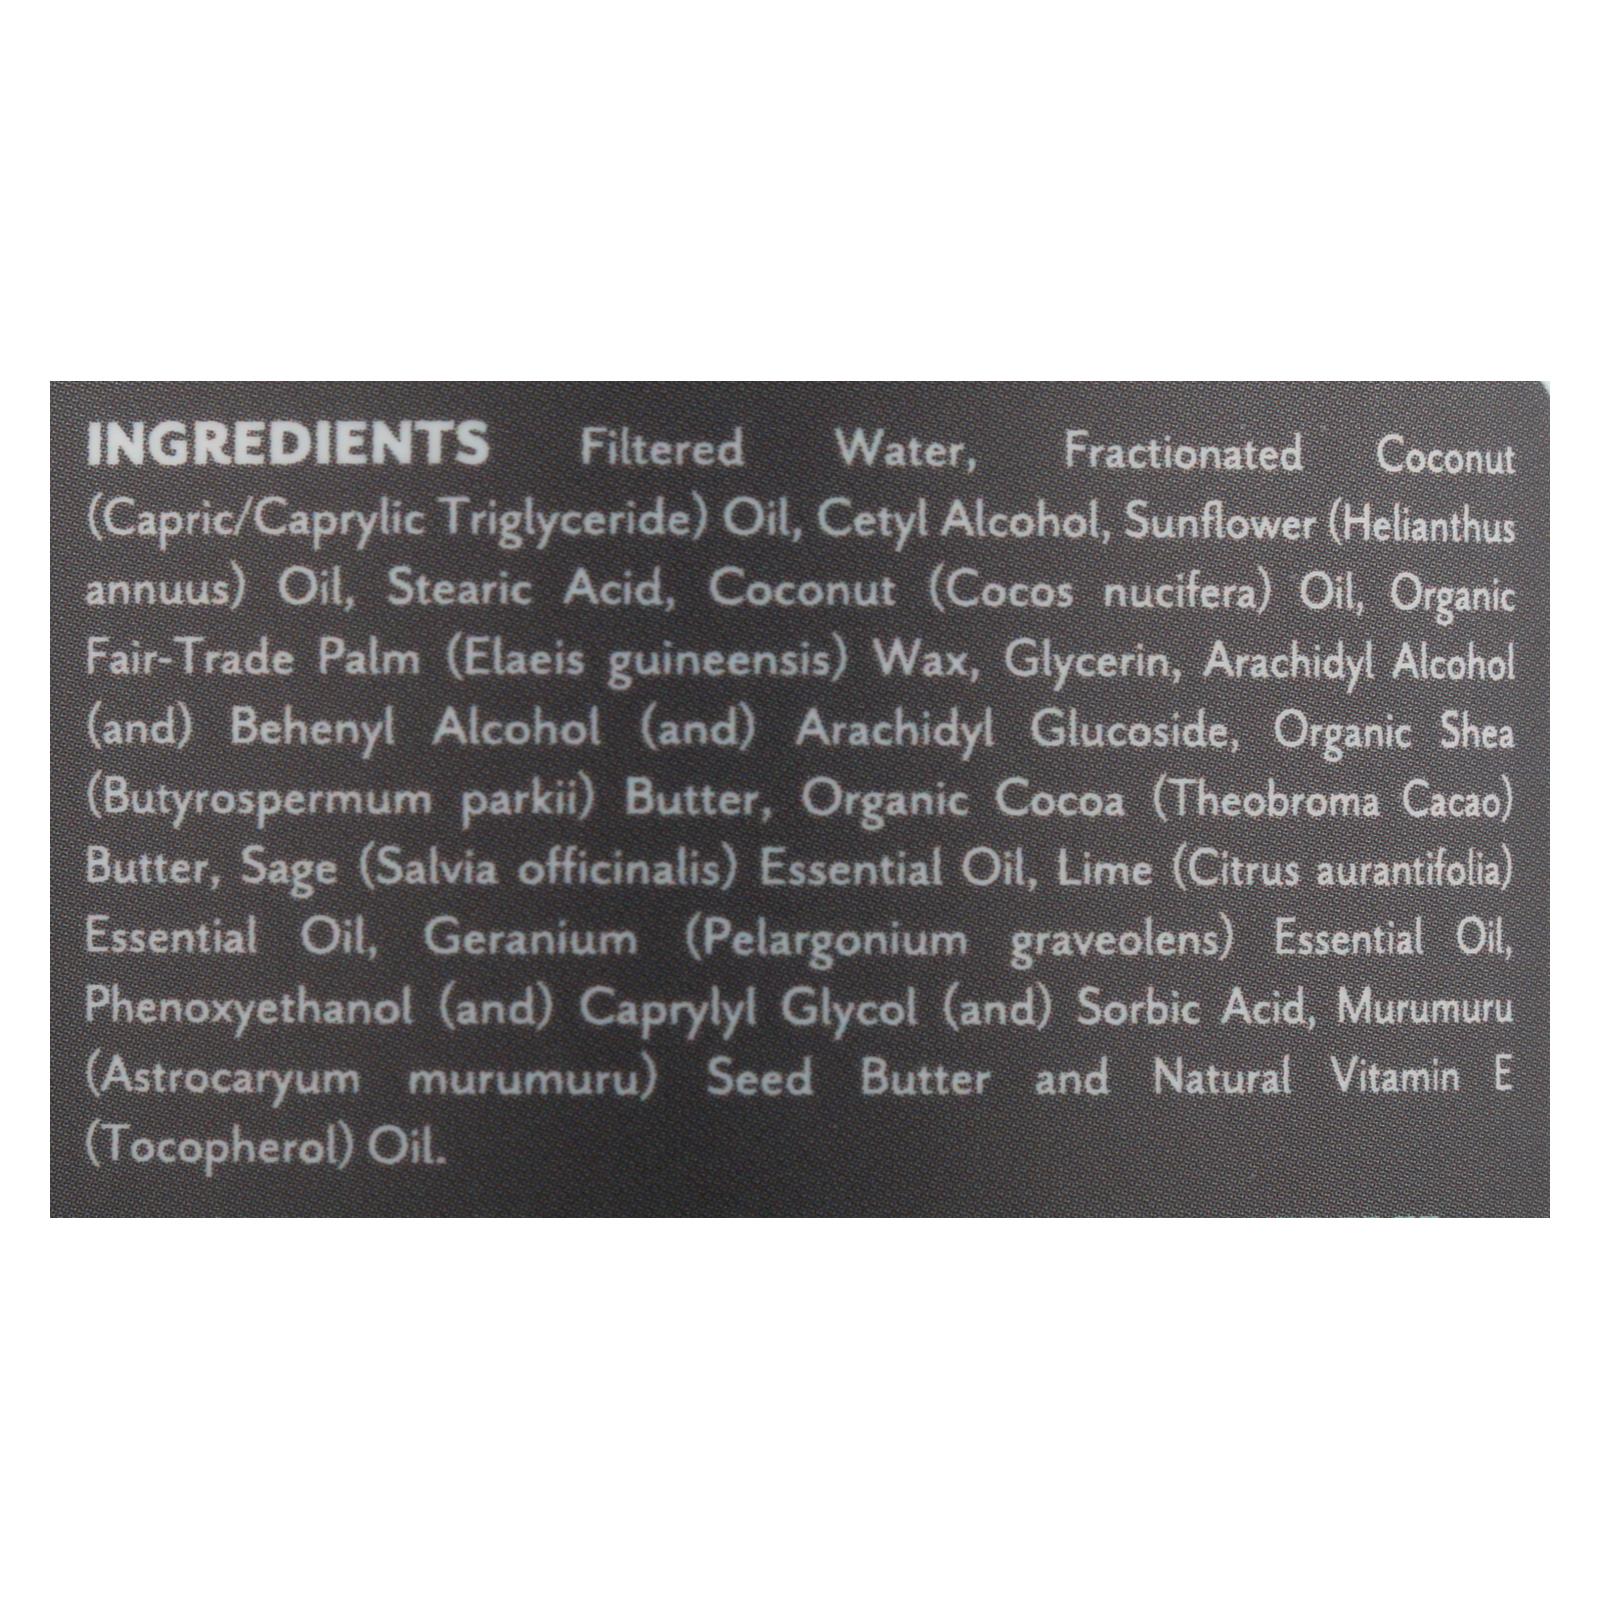 INGREDIENTS Filtered Water, Fractionated Coconut
(Capric/Caprylic Triglyceride) Oil, Cetyl Alcohol, Sunflower (Helianthus
annuus) Oil, Stearic Acid, Coconut (Cocos nucifera) Oil, Organic
Fair-Trade Palm (Elaeis guineensis) Wax, Glycerin, Arachidyl Alcohol
(and) Behenyl Alcohol (and) Arachidyl Glucoside, Organic Shea
(Butyrospermum parkii) Butter, Organic Cocoa (Theobroma Cacao)
Butter, Sage (Salvia officinalis) Essential Oil, Lime (Citrus aurantifolia)
Essential Oil, Geranium (Pelargonium graveolens) Essential Oil,
Phenoxyethanol (and) Caprylyl Glycol (and) Sorbic Acid, Murumuru
(Astrocaryum murumuru) Seed Butter and Natural Vitamin E
(Tocopherol) Oil.